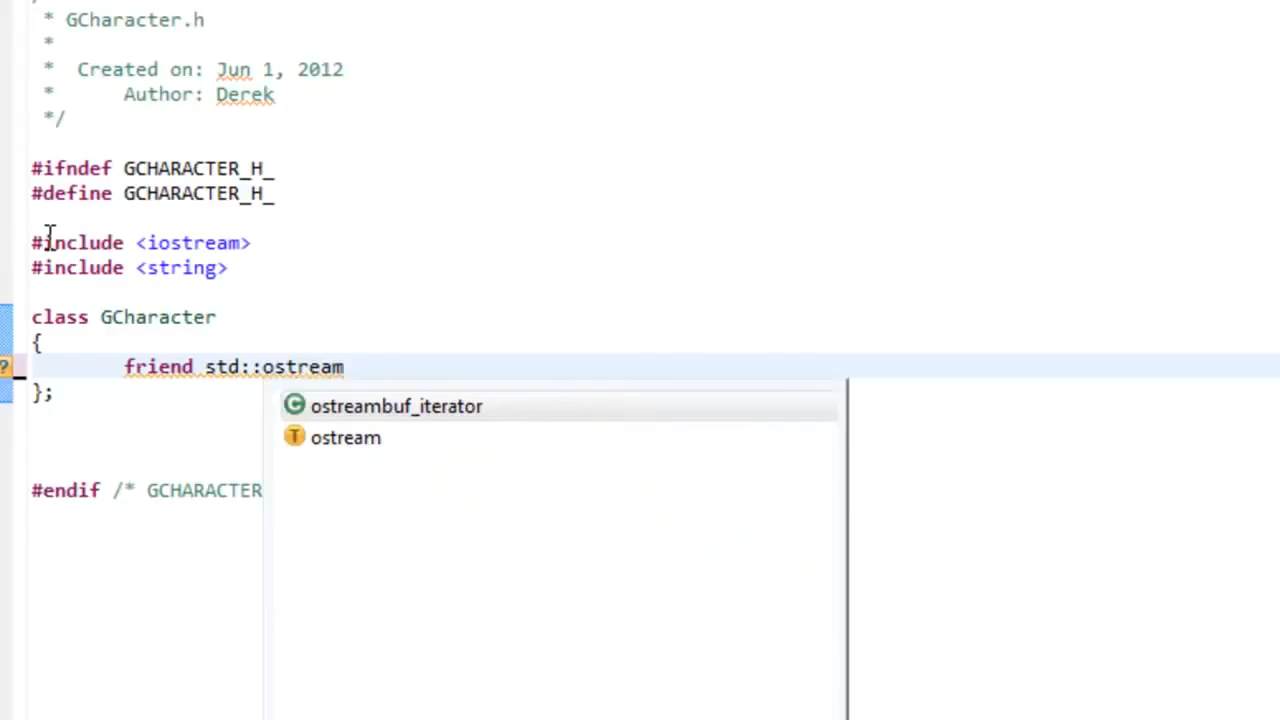 * GCharacter.h
*
* Created on: Jun 1, 2012
* Author: Derek
*/
#ifndef GCHARACTER_H_
#define GCHARACTER_H_
#include <iostream>
#include <string>
class GCharacter
{
friend std::ostream
};
ostreambuf_iterator
ostream
#endif /* GCHARACTER